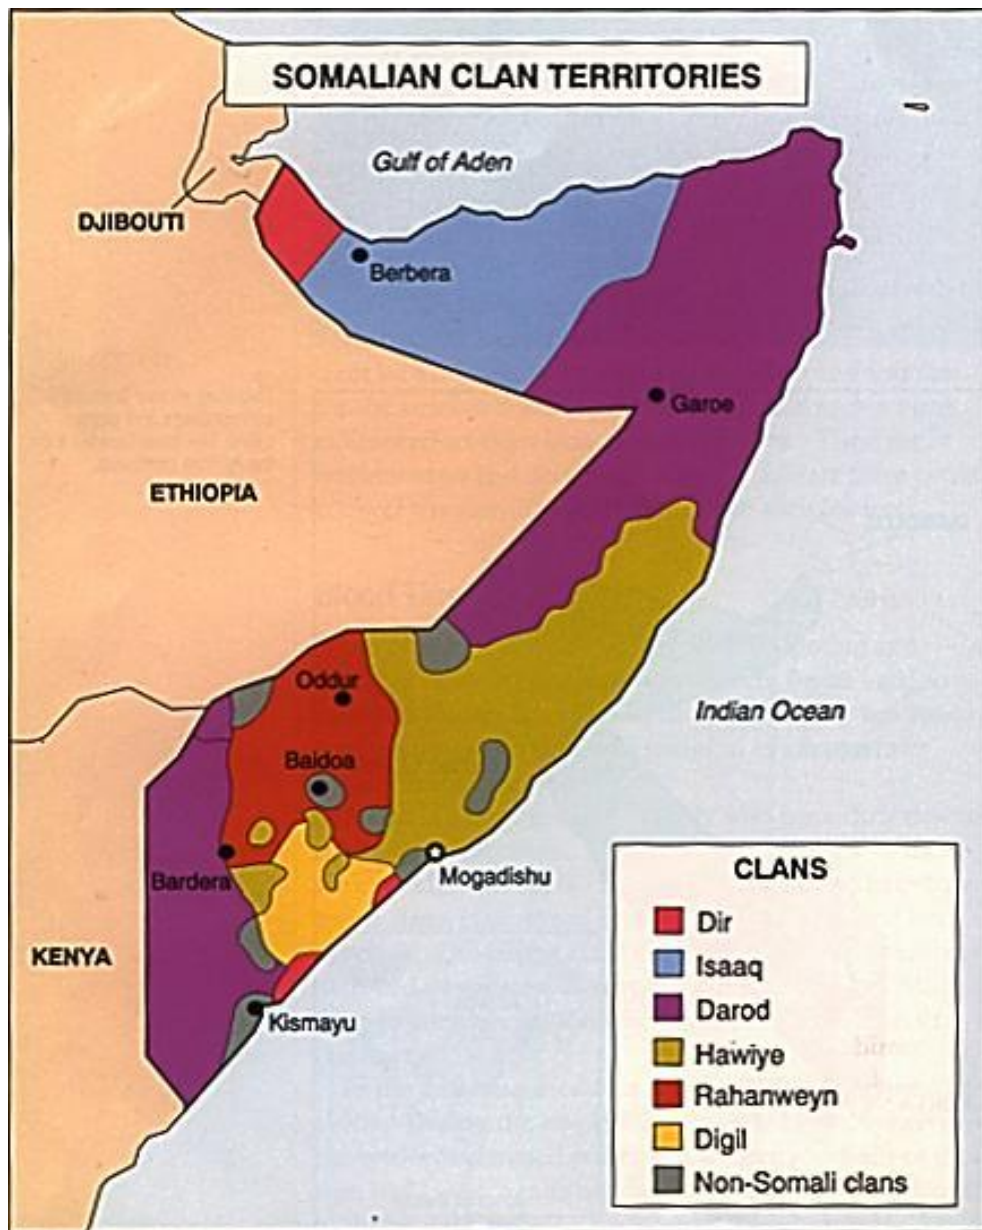 SOMALIAN CLAN TERRITORIES
Gulf of Aden
DJIBOUTI
Berbera
Garoe
ETHIOPIA
Oddur
Indian Ocean
Baidoa
Bardera
Mogadishu
KENYA
Kismayu
CLANS
Dir
Isaaq
Darod
Hawiye
Rahanweyn
Digil
Non-Somali clans